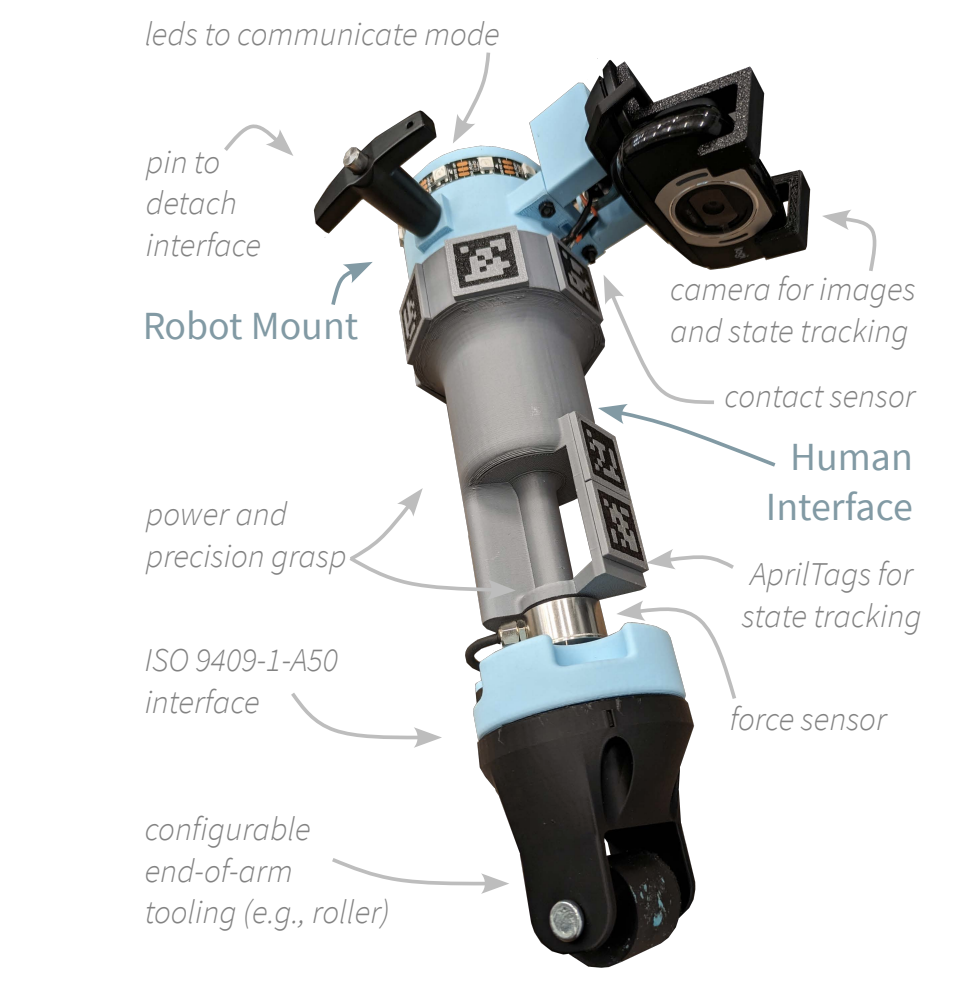 leds to communicate mode
pin to
detach
interface
Robot Mount
camera for images
and state tracking
contact sensor
Human
Interface
power and
precision grasp
AprilTags for
state tracking
ISO 9409-1-A50
interface
force sensor
configurable
end-of-arm
tooling (e.g., roller)